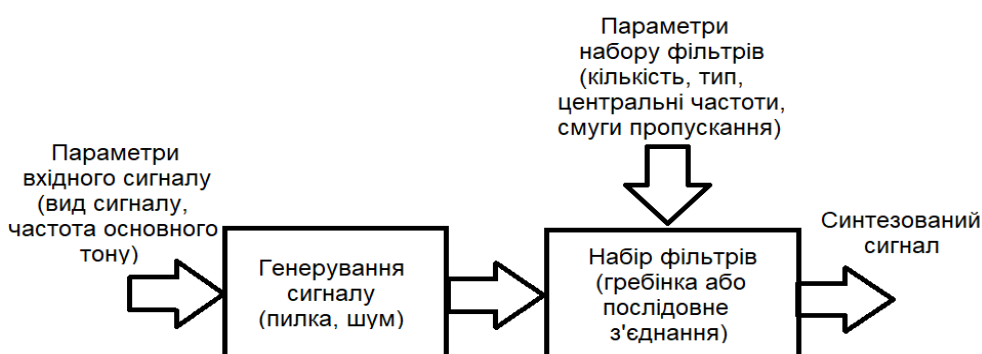 Параметри
набору фільтрів
(кількість, тип,
центральні частоти,
смуги пропускання)
Параметри
вхідного сигналу
(вид сигналу,
частота основного
тону)
Генерування
сигналу
(пилка, шум)
Набір фільтрів
(гребінка або
послідовне
з'єднання)
Синтезований
сигнал